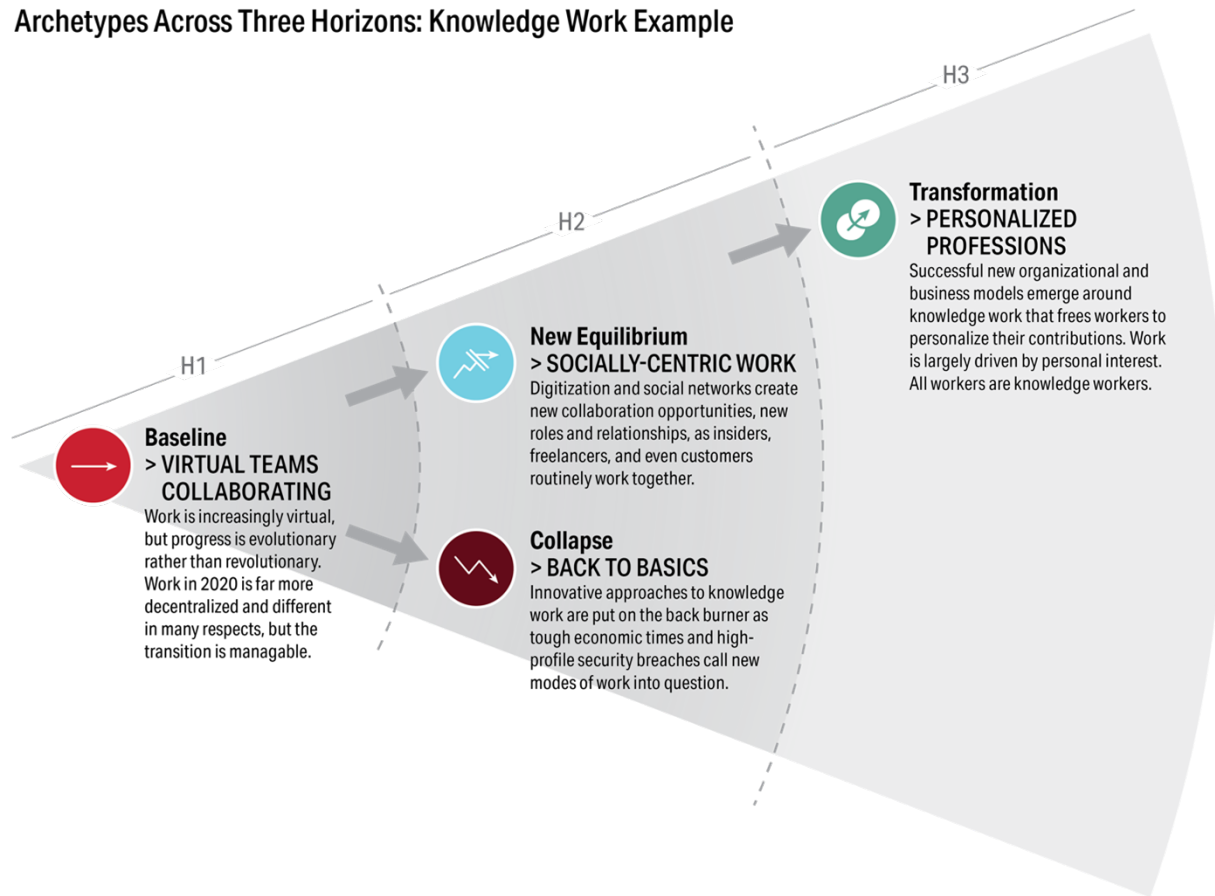 Archetypes Across Three Horizons: Knowledge Work Example
H1
H2
H3
Baseline
> VIRTUAL TEAMS
COLLABORATING
Work is increasingly virtual,
but progress is evolutionary
rather than revolutionary.
Work in 2020 is far more
decentralized and different
in many respects, but the
transition is managable.
New Equilibrium
> SOCIALLY-CENTRIC WORK
Digitization and social networks create
new collaboration opportunities, new
roles and relationships, as insiders,
freelancers, and even customers
routinely work together.
Collapse
> BACK TO BASICS
Innovative approaches to knowledge
work are put on the back burner as
tough economic times and high-
profile security breaches call new
modes of work into question.
Transformation
> PERSONALIZED
PROFESSIONS
Successful new organizational and
business models emerge around
knowledge work that frees workers to
personalize their contributions. Work
is largely driven by personal interest.
All workers are knowledge workers.